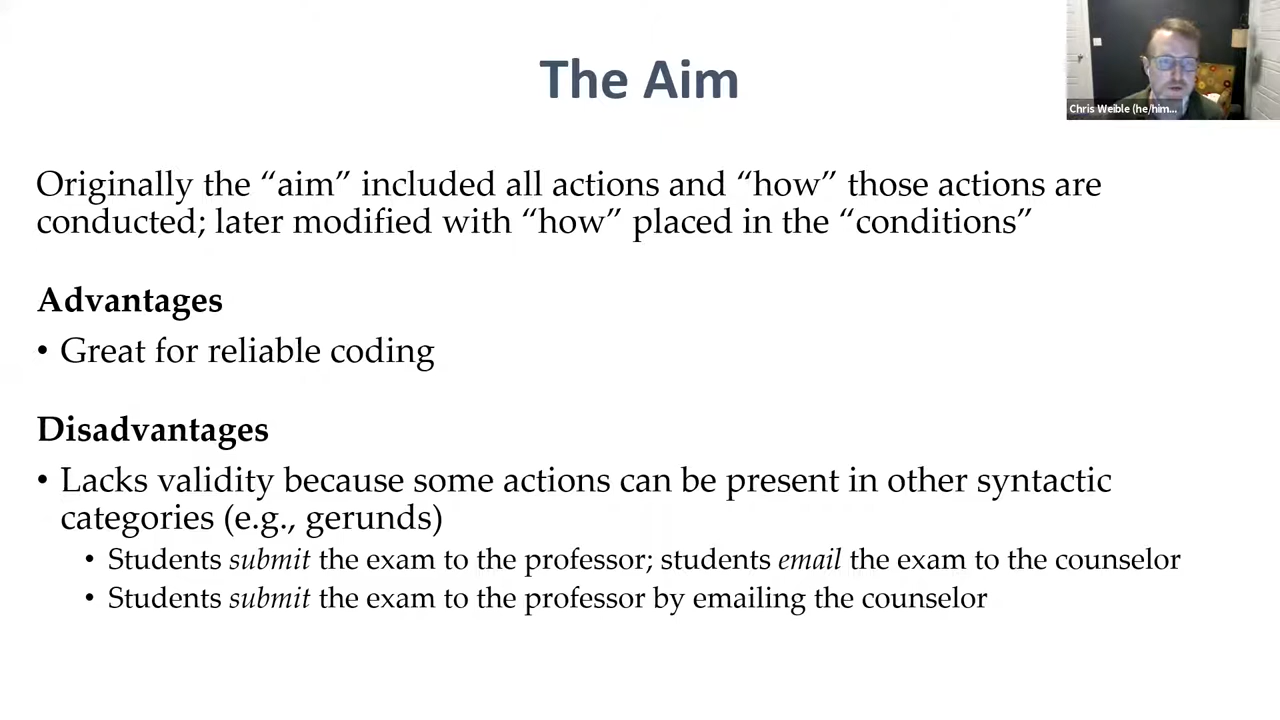 The Aim
Chris Weible (he/him...
Originally the “aim” included all actions and “how” those actions are
conducted; later modified with “how” placed in the “conditions”
Advantages
• Great for reliable coding
Disadvantages
• Lacks validity because some actions can be present in other syntactic
categories (e.g., gerunds)
• Students submit the exam to the professor; students email the exam to the counselor
• Students submit the exam to the professor by emailing the counselor